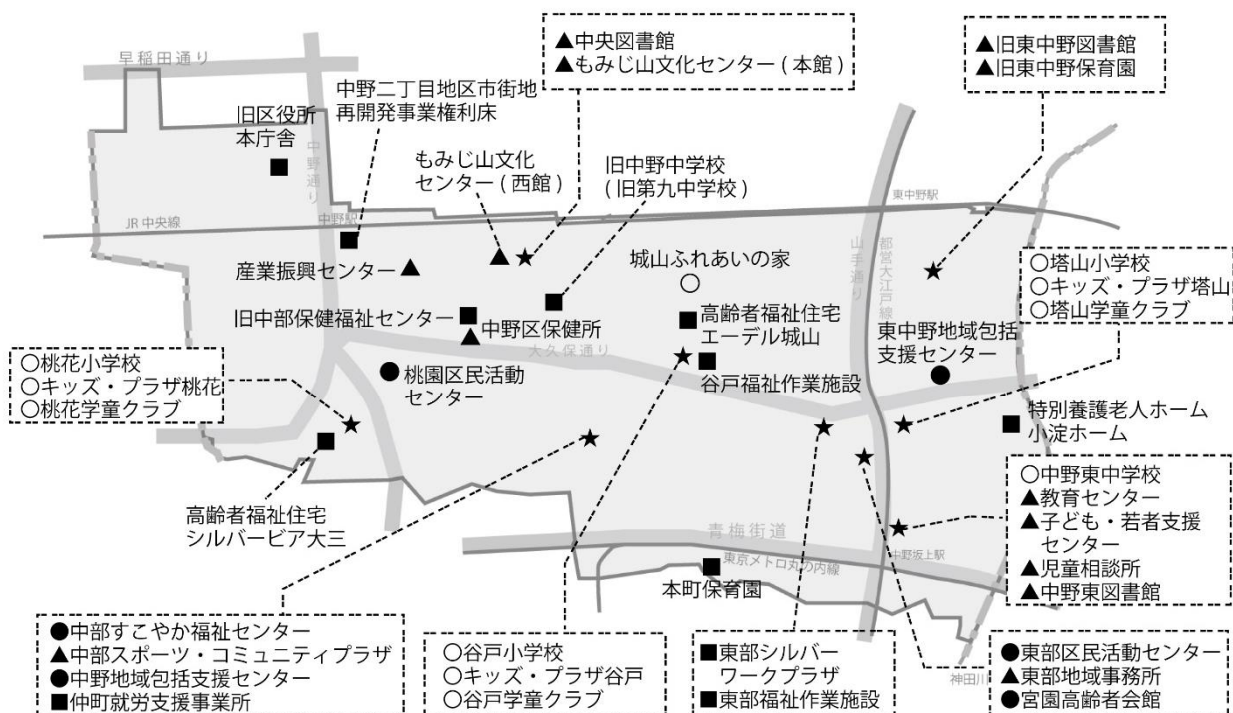 ▲中央図書館
▲もみじ山文化センター(本館)
▲旧東中野図書館
▲旧東中野保育園
早稲田通り
中野二丁目地区市街地
再開発事業権利床
旧区役所
本庁舎
中野通り
もみじ山文化
センター(西館)
旧中野中学校
(旧第九中学校)
東中野駅
中野駅
JR中央線
山手通り
都営大江戸線
産業振興センター
城山ふれあいの家
○塔山小学校
○キッズ・プラザ塔山
○塔山学童クラブ
旧中部保健福祉センター
中野区保健所
大久保通り
高齢者福祉住宅
エーデル城山
東中野地域包括
支援センター
○桃花小学校
○キッズ・プラザ桃花
○桃花学童クラブ
桃園区民活動
センター
谷戸福祉作業施設
特別養護老人ホーム
小淀ホーム
高齢者福祉住宅
シルバーピア大三
○中野東中学校
▲教育センター
▲子ども・若者支援
センター
▲児童相談所
▲中野東図書館
青梅街道
東京メトロ丸の内線
中野坂上駅
本町保育園
神田川
●中部すこやか福祉センター
▲中部スポーツ・コミュニティプラザ
●中野地域包括支援センター
■仲町就労支援事業所
○谷戸小学校
○キッズ・プラザ谷戸
○谷戸学童クラブ
■東部シルバー
ワークプラザ
■東部福祉作業施設
●東部区民活動センター
▲東部地域事務所
●宮園高齢者会館